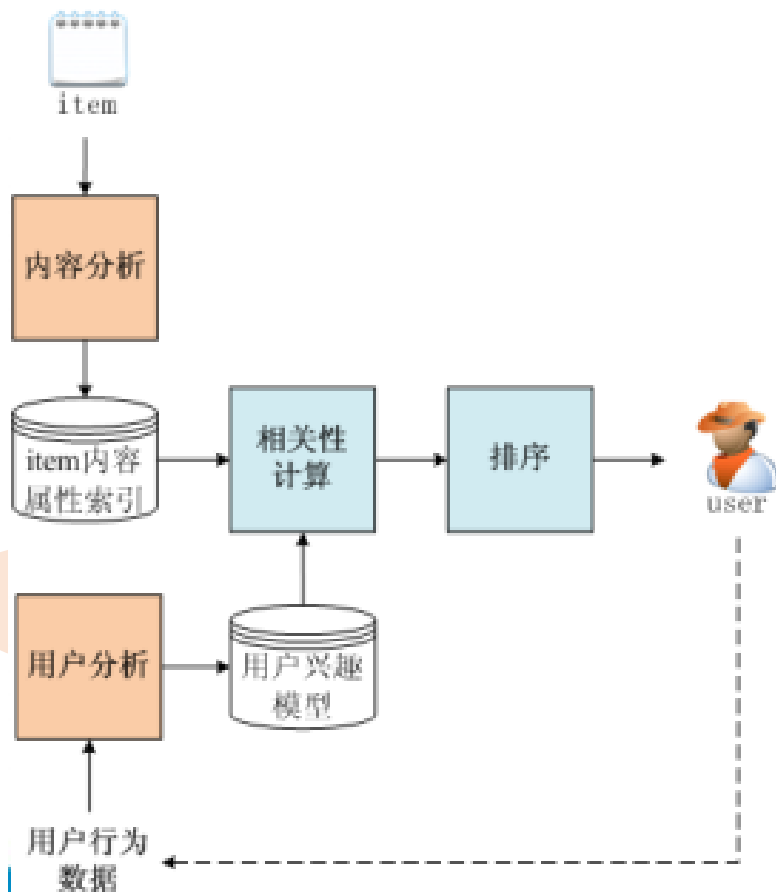 item
内容分析
item内容
属性索引
相关性
计算
排序
user
用户分析
用户兴趣
模型
用户行为
数据